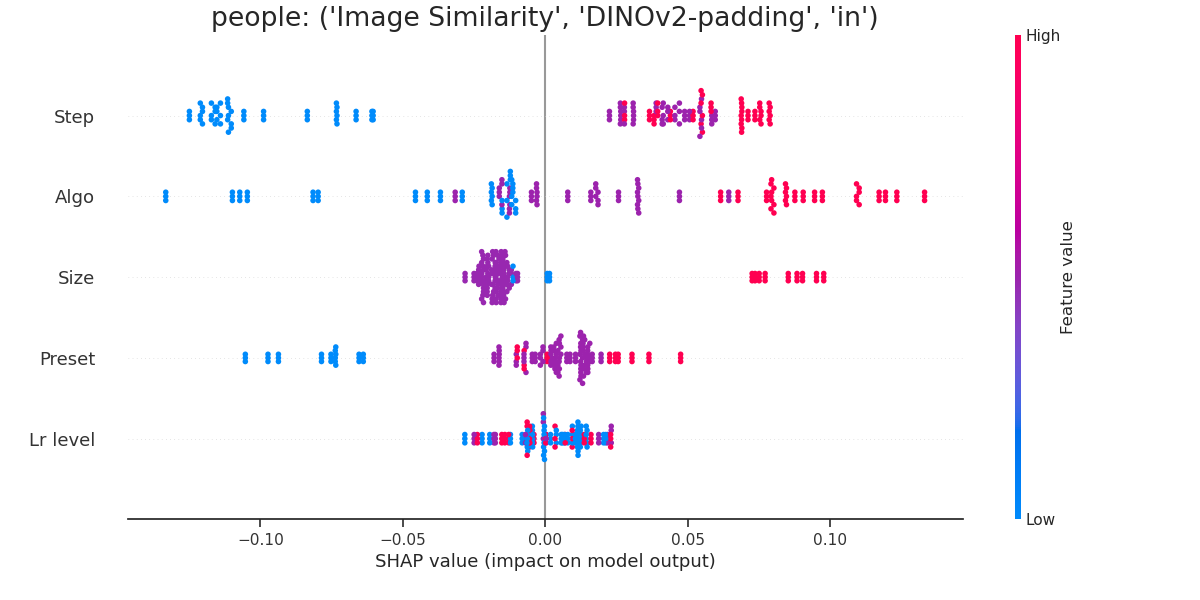 people: ('Image Similarity', 'DINOv2-padding', 'in')
High
Step
Algo
Size
Preset
Lr level
Feature value
Low
−0.10
−0.05
0.00
0.05
0.10
SHAP value (impact on model output)